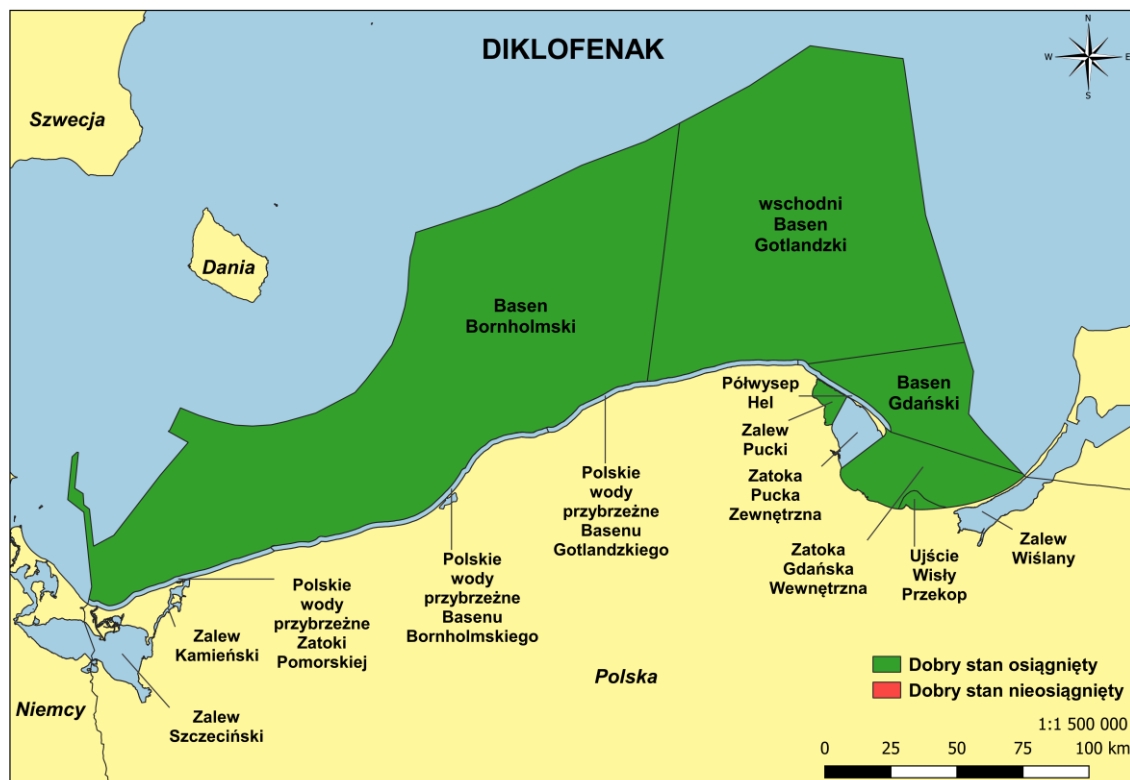 DIKLOFENAK
N
W
E
S
Szwecja
Dania
wschodni
Basen
Gotlandzki
Basen
Bornholmski
Basen
Gdański
Półwysep
Hel
Zalew
Pucki
Zatoka
Pucka
Zewnętrzna
Polskie
wody
przybrzeżne
Basenu
Gotlandzkiego
Zatoka
Gdańska
Wewnętrzna
Ujście
Wisły
Przekop
Zalew
Wiślany
Polskie
wody
przybrzeżne
Basenu
Bornholmskiego
Polskie
wody
przybrzeżne
Zatoki
Pomorskiej
Zalew
Kamieński
Zalew
Szczeciński
Niemcy
Polska
Dobry stan osiągnięty
Dobry stan nieosiągnięty
1:1 500 000
0 25 50 75 100 km